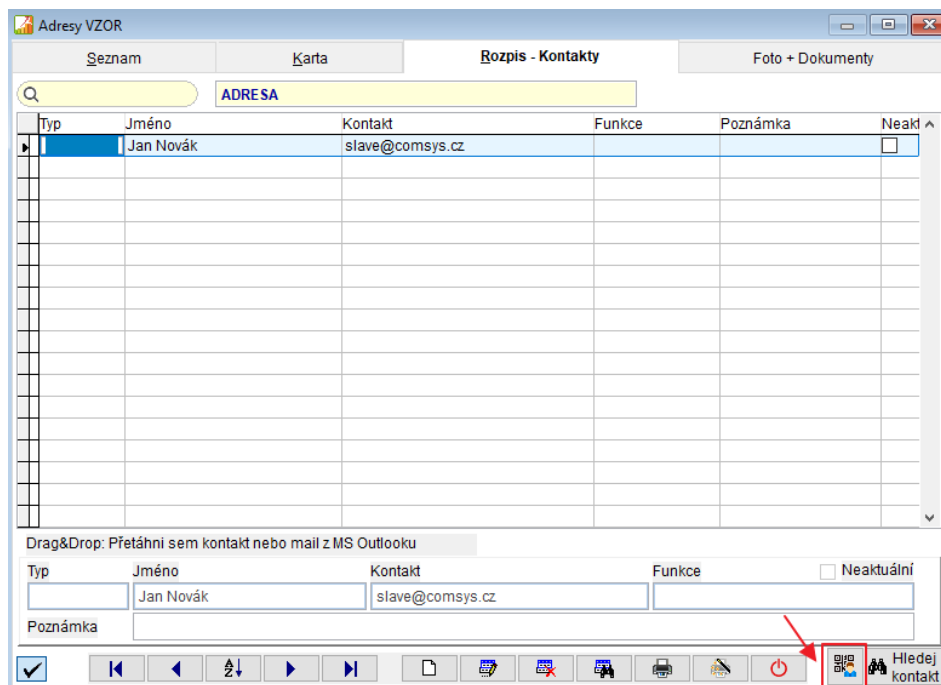 Adresy VZOR
Seznam Karta Rozpis - Kontakty Foto + Dokumenty
ADRESA
Typ Jméno Kontakt Funkce Poznámka Neakt
Jan Novák slave@comsys.cz
Drag&Drop: Přetáhni sem kontakt nebo mail z MS Outlooku
Typ Jméno Kontakt Funkce Neaktuální
Jan Novák slave@comsys.cz
Poznámka
Hledej
kontakt